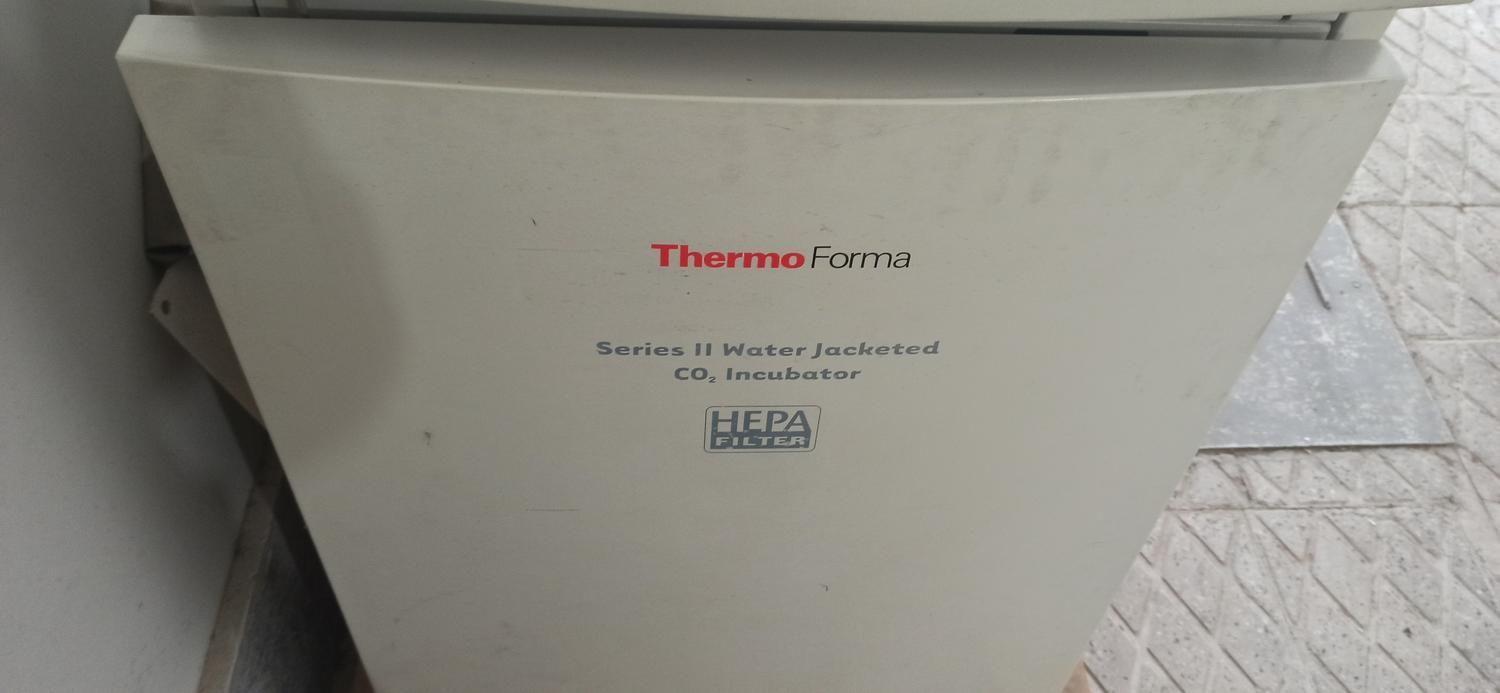 Thermo Forma
Series II Water Jacketed
CO₂ Incubator
HEPA
FILTER